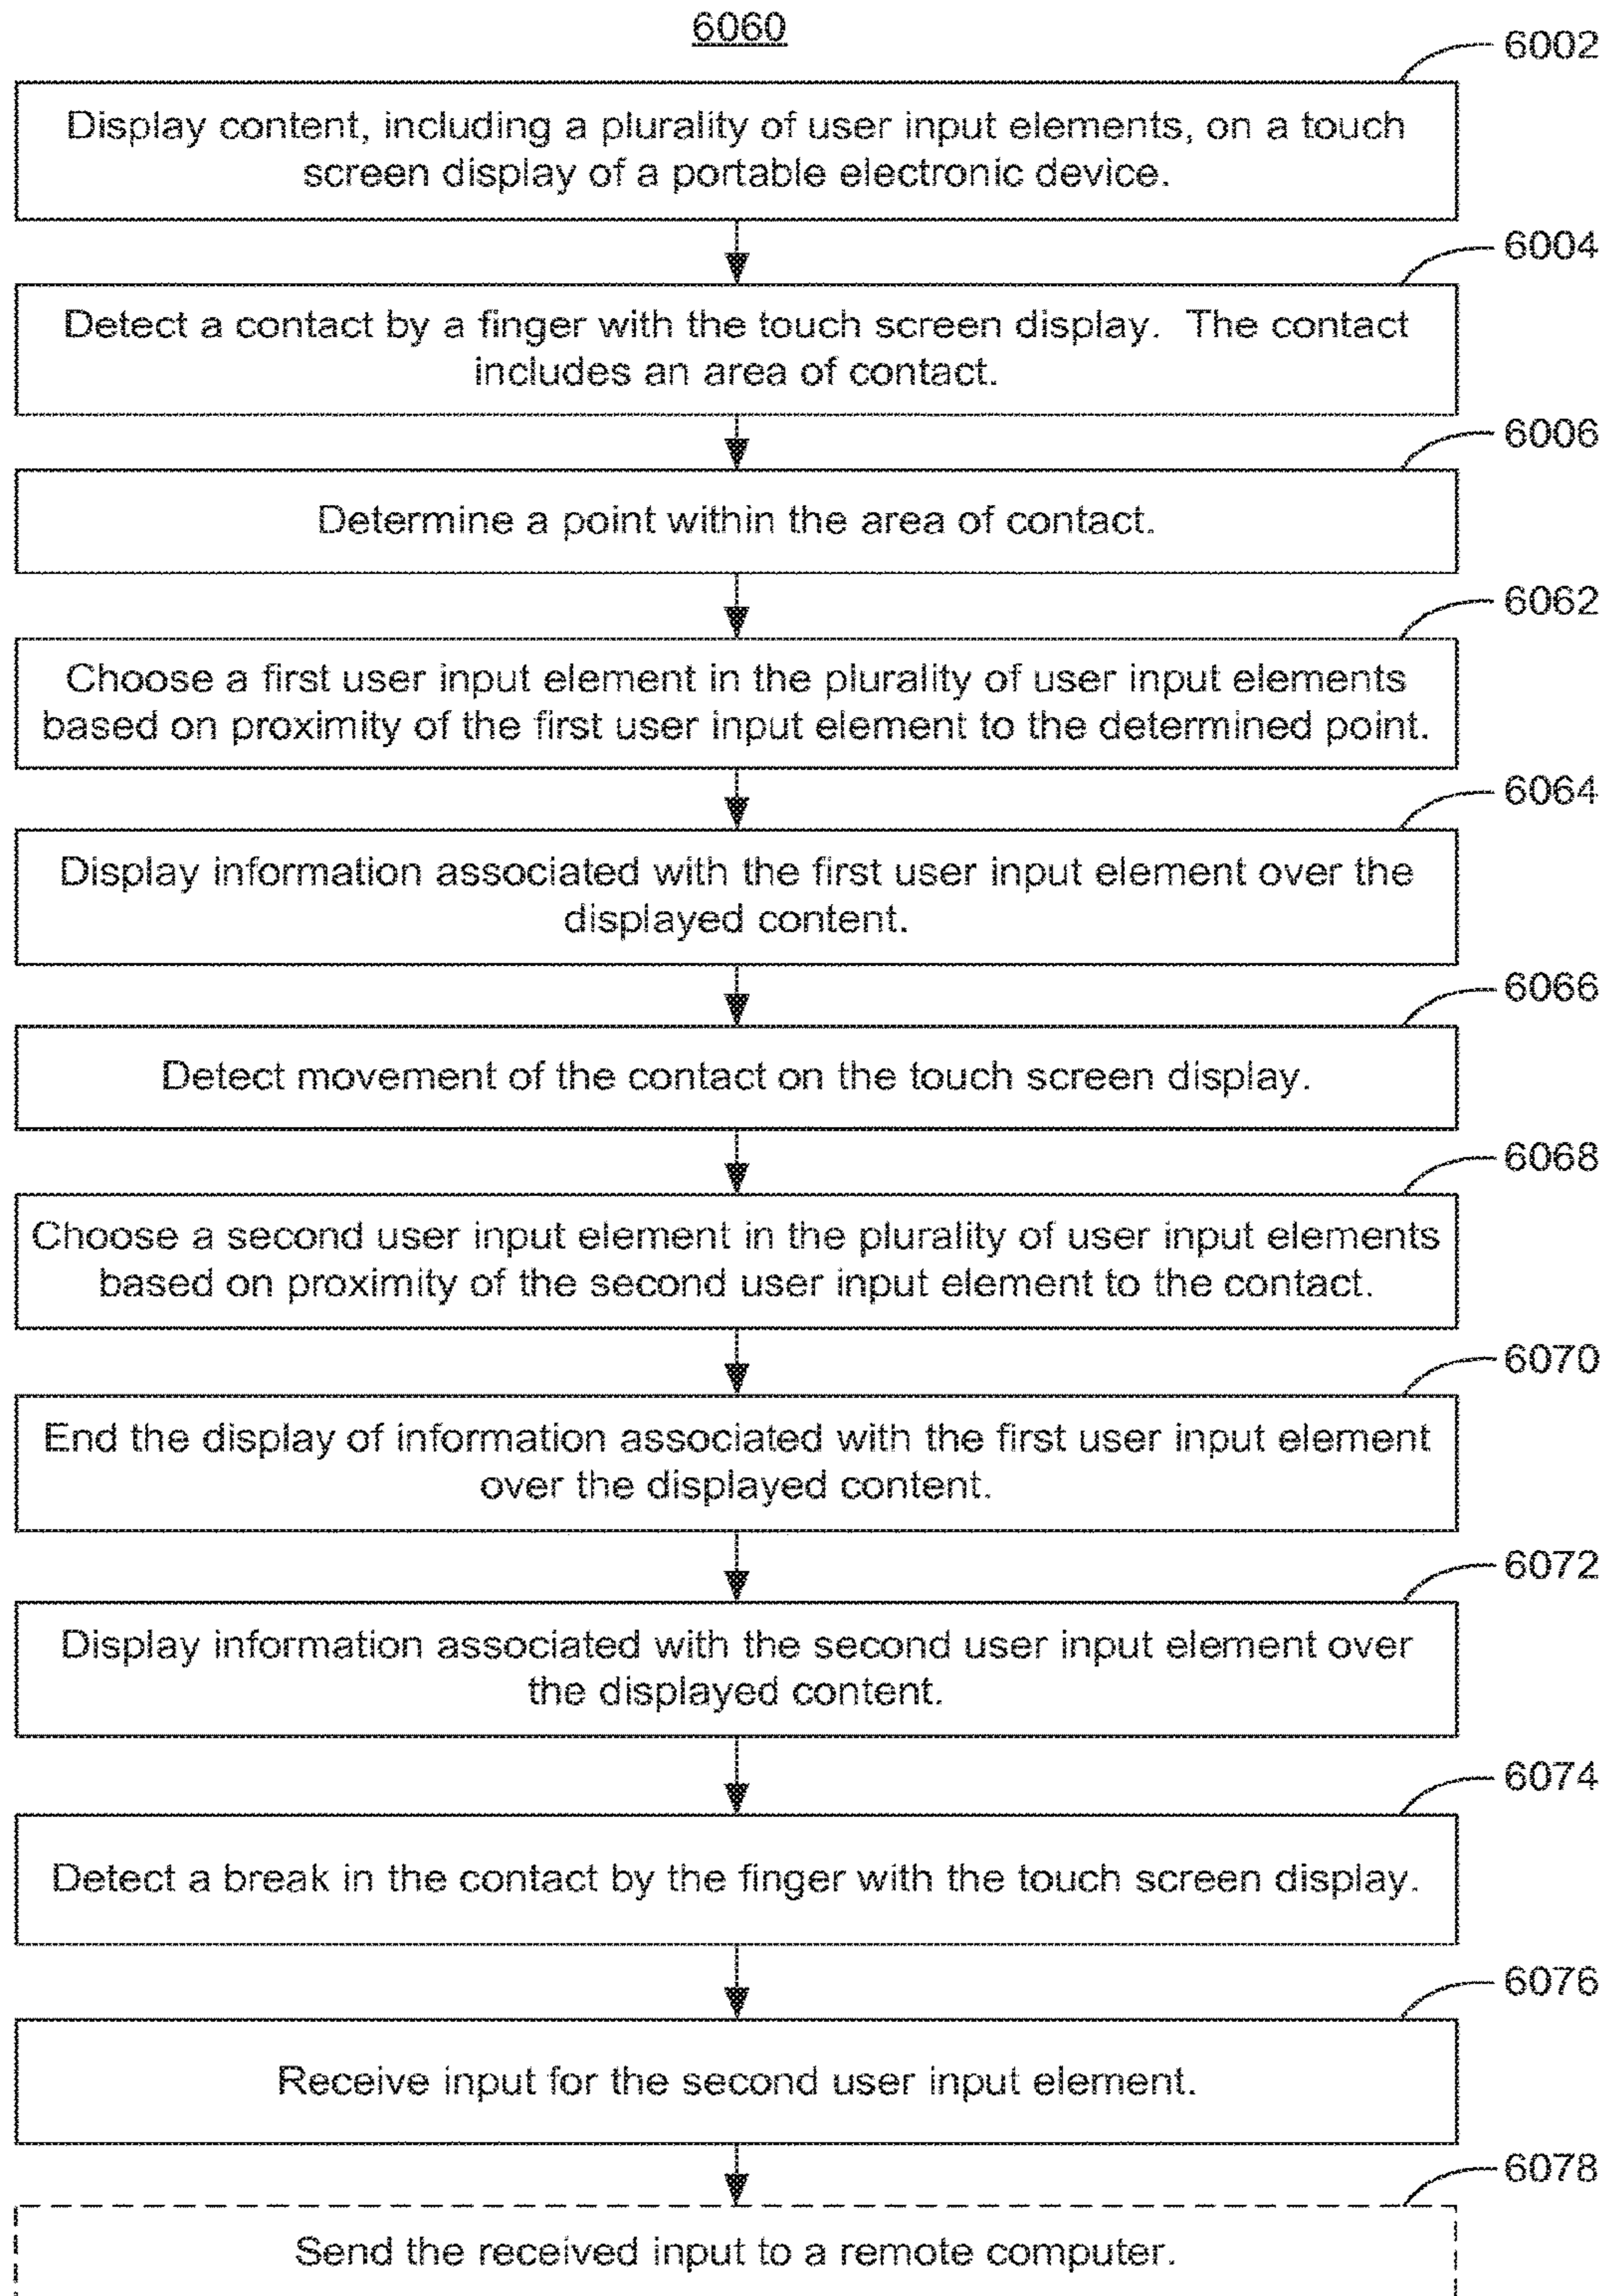 6060
6002
Display content, including a plurality of user input elements, on a touch
screen display of a portable electronic device.
6004
Detect a contact by a finger with the touch screen display. The contact
includes an area of contact.
6006
Determine a point within the area of contact.
6062
Choose a first user input element in the plurality of user input elements
based on proximity of the first user input element to the determined point.
6064
Display information associated with the first user input element over the
displayed content.
6066
Detect movement of the contact on the touch screen display.
6068
Choose a second user input element in the plurality of user input elements
based on proximity of the second user input element to the contact.
6070
End the display of information associated with the first user input element
over the displayed content.
6072
Display information associated with the second user input element over
the displayed content.
6074
Detect a break in the contact by the finger with the touch screen display.
6076
Receive input for the second user input element.
6078
Send the received input to a remote computer.